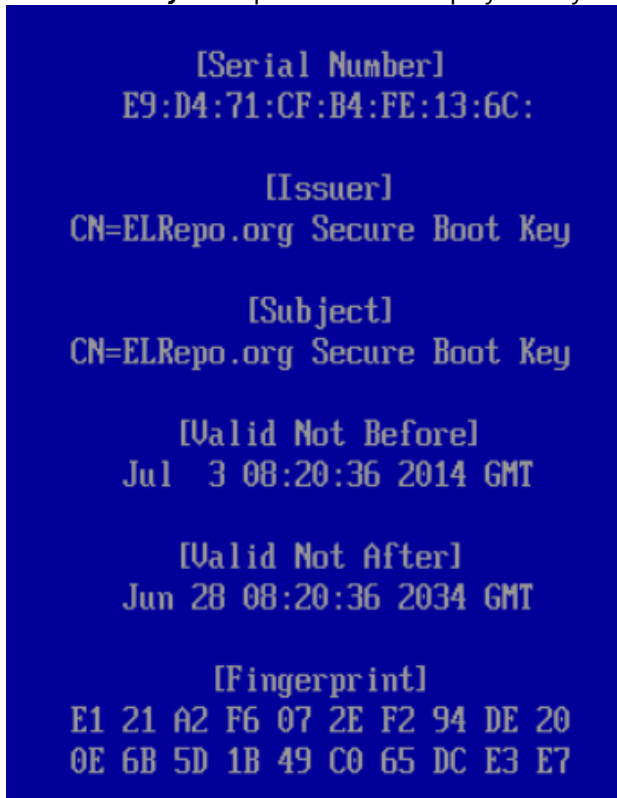 [Serial Number]
E9:D4:71:CF:B4:FE:13:6C:
[Issuer]
CN=ELRepo.org Secure Boot Key
[Subject]
CN=ELRepo.org Secure Boot Key
[Valid Not Before]
Jul  3 08:20:36 2014 GMT
[Valid Not After]
Jun 28 08:20:36 2034 GMT
[Fingerprint]
E1 21 A2 F6 07 2E F2 94 DE 20
0E 6B 5D 1B 49 C0 65 DC E3 E7